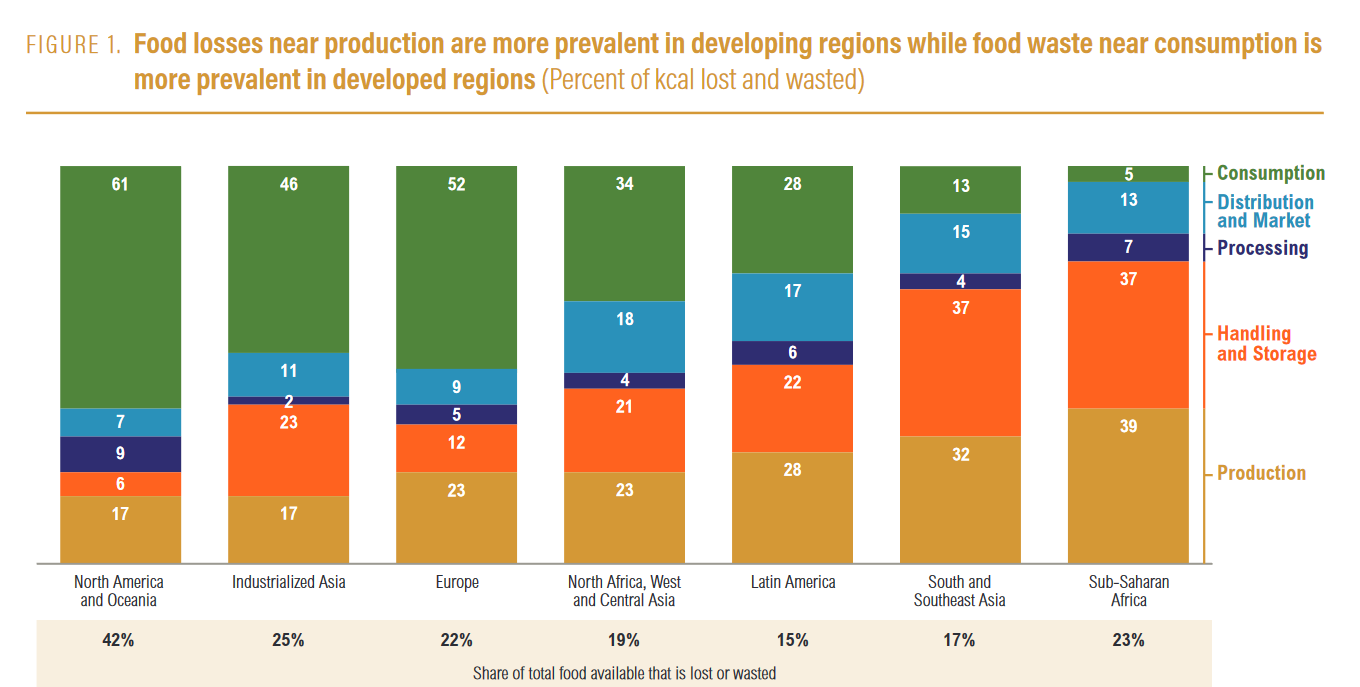 FIGURE 1. Food losses near production are more prevalent in developing regions while food waste near consumption is
more prevalent in developed regions (Percent of kcal lost and wasted)
61
46
52
34
28
13
5
Consumption
7
11
9
18
17
15
13
Distribution
and Market
9
2
5
4
6
4
7
Processing
6
23
12
21
22
37
37
Handling
and Storage
17
17
23
23
28
32
39
Production
North America
and Oceania
Industrialized Asia
Europe
North Africa, West
and Central Asia
Latin America
South and
Southeast Asia
Sub-Saharan
Africa
42%
25%
22%
19%
15%
17%
23%
Share of total food available that is lost or wasted